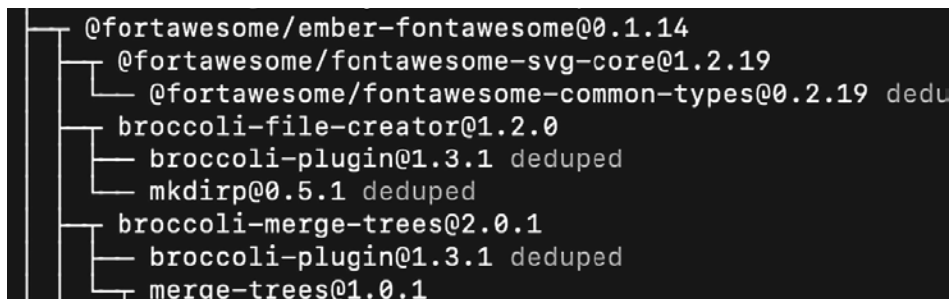 @fortawesome/ember-fontawesome@0.1.14
@fortawesome/fontawesome-svg-core@1.2.19
@fortawesome/fontawesome-common-types@0.2.19 dedu
broccoli-file-creator@1.2.0
broccoli-plugin@1.3.1 deduped
mkdirp@0.5.1 deduped
broccoli-merge-trees@2.0.1
broccoli-plugin@1.3.1 deduped
merge-trees@1.0.1